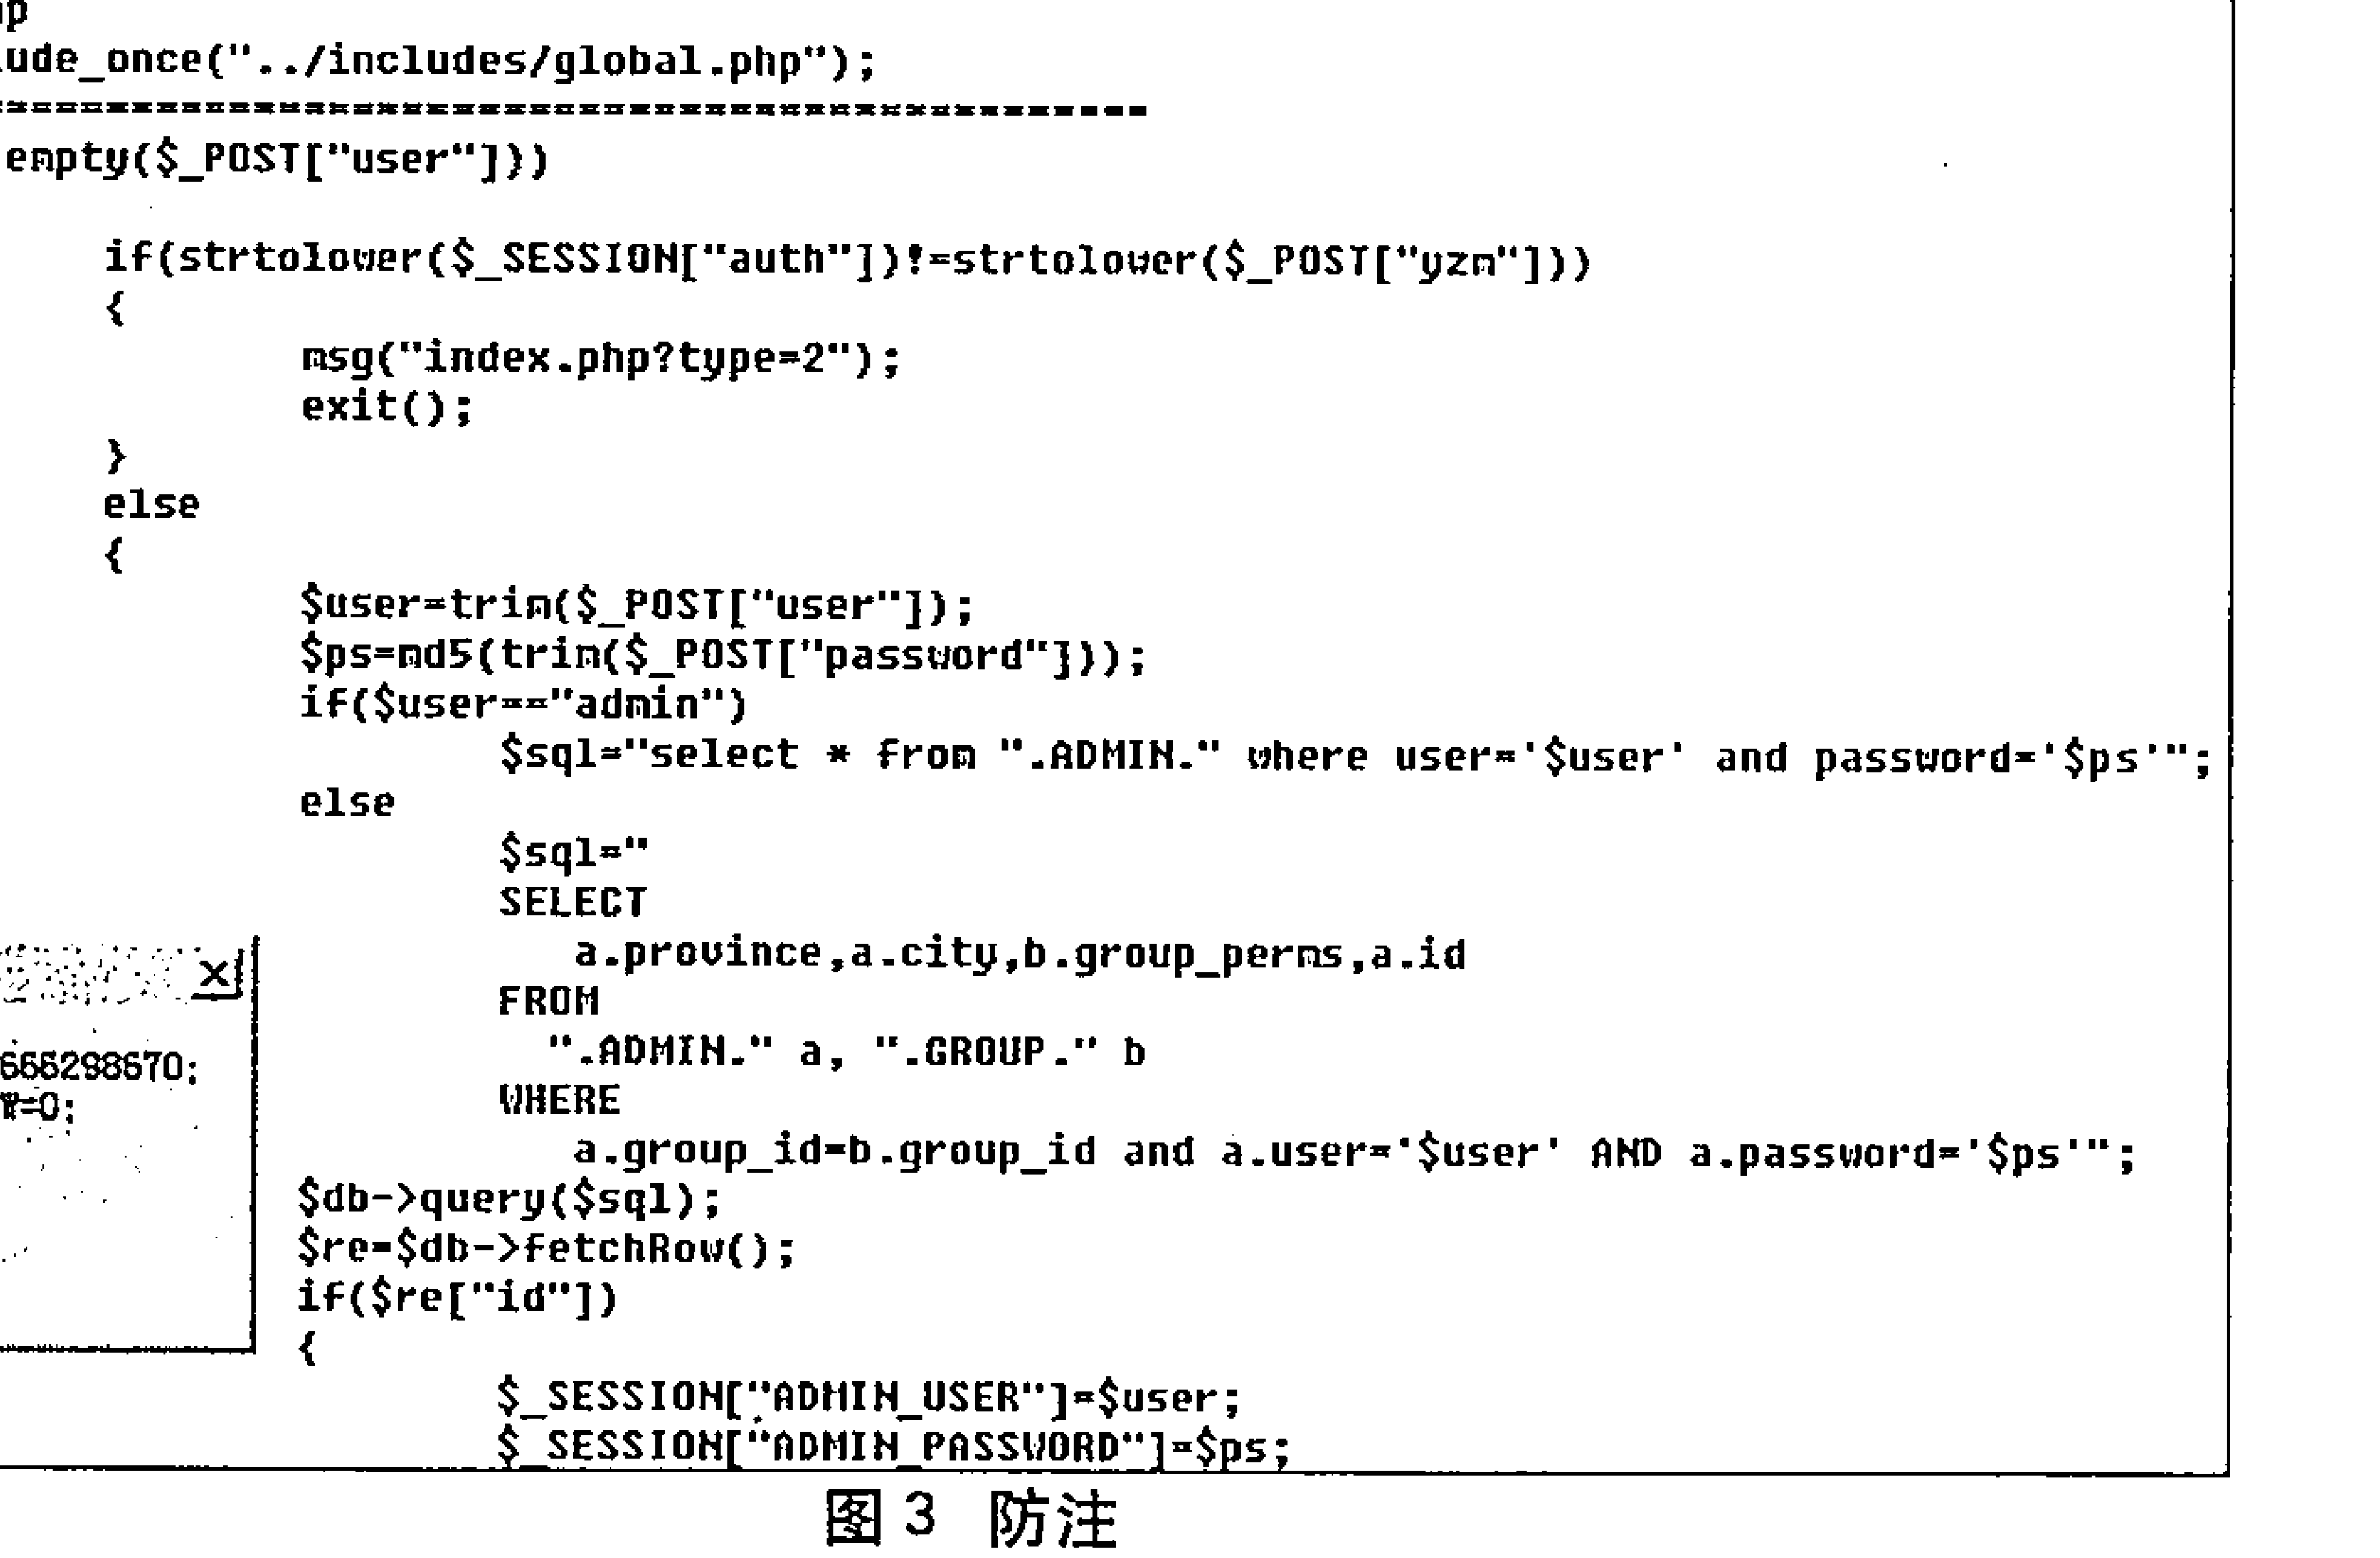 lude_once("../includes/global.php");
empty($_POST["user"]))
if(strtolower($_SESSION["auth"])!=strtolower($_POST["yzm"]))
{
msg("index.php?type=2");
exit();
}
else
{
$user=trim($_POST["user"]);
$ps=md5(trim($_POST["password"]));
if($user=="admin")
$sql="select * from ".ADMIN." where user='$user' and password='$ps'";
else
$sql="
SELECT
a.province,a.city,b.group_perms,a.id
FROM
".ADMIN." a, ".GROUP." b
WHERE
a.group_id=b.group_id and a.user='$user' AND a.password='$ps'";
$db->query($sql);
$re=$db->fetchRow();
if($re["id"])
{
$_SESSION["ADMIN_USER"]=$user;
$_SESSION["ADMIN_PASSWORD"]=$ps;
=0;
图3 防注